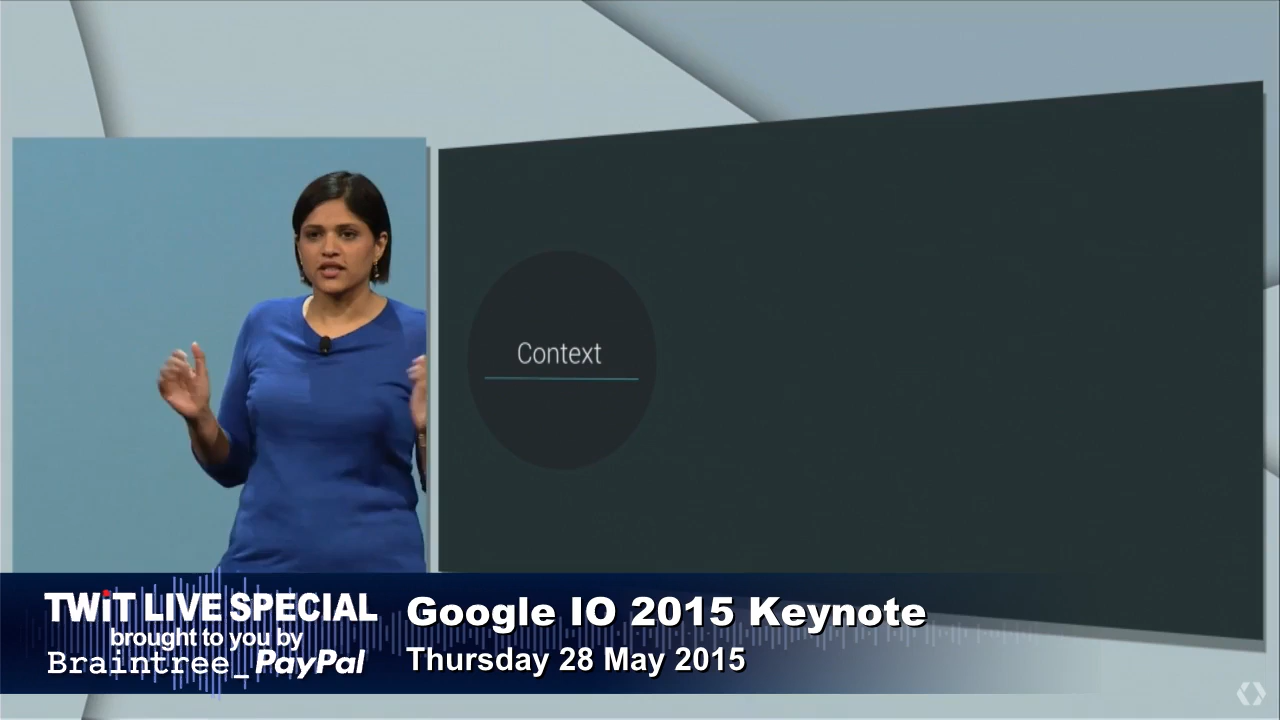 Context
TWiT LIVE SPECIAL
brought to you by
Braintree_PayPal
Google IO 2015 Keynote
Thursday 28 May 2015